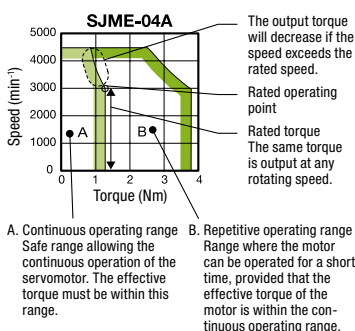 SJME-04A
5000
4000
3000
2000
1000
0
Speed (min⁻¹)
0 1 2 3 4
Torque (Nm)
A
B
The output torque
will decrease if the
speed exceeds the
rated speed.
Rated operating
point
Rated torque
The same torque
is output at any
rotating speed.
A. Continuous operating range
Safe range allowing the
continuous operation of the
servomotor. The effective
torque must be within this
range.
B. Repetitive operating range
Range where the motor
can be operated for a short
time, provided that the
effective torque of the
motor is within the con-
tinuous operating range.